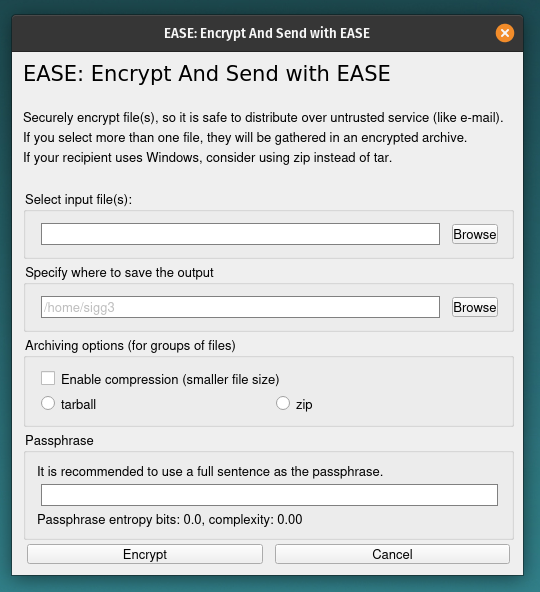 EASE: Encrypt And Send with EASE
EASE: Encrypt And Send with EASE
Securely encrypt file(s), so it is safe to distribute over untrusted service (like e-mail).
If you select more than one file, they will be gathered in an encrypted archive.
If your recipient uses Windows, consider using zip instead of tar.
Select input file(s):
Browse
Specify where to save the output
/home/sigg3 Browse
Archiving options (for groups of files)
Enable compression (smaller file size)
tarball zip
Passphrase
It is recommended to use a full sentence as the passphrase.
Passphrase entropy bits: 0.0, complexity: 0.00
Encrypt Cancel